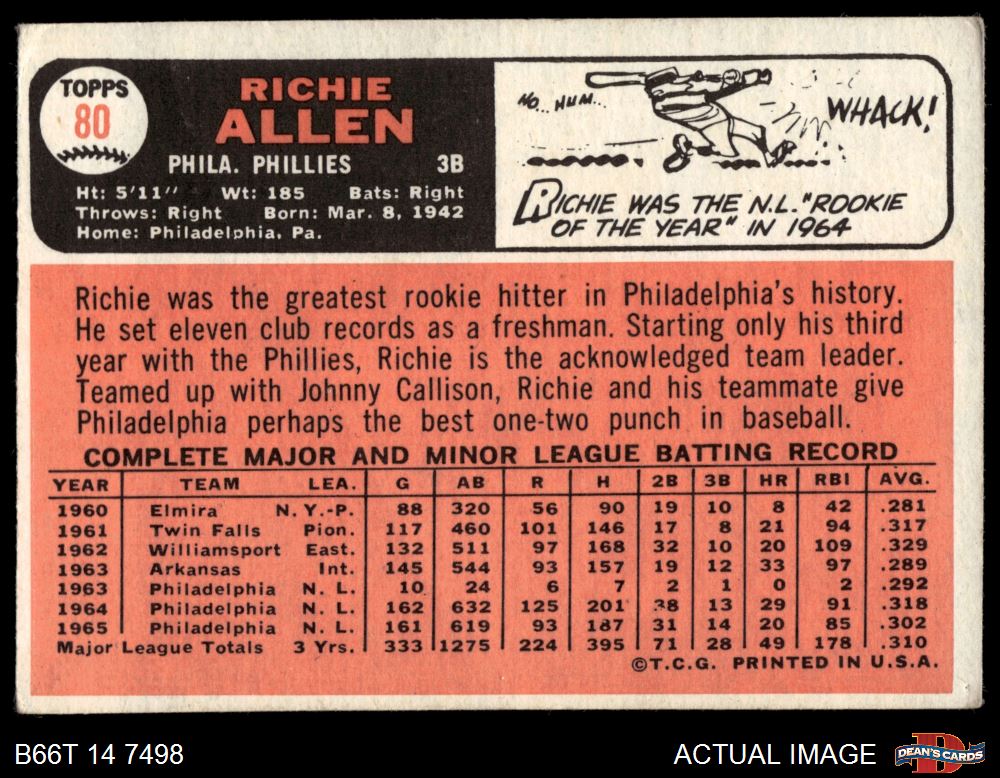 TOPPS
80
RICHIE
ALLEN
PHILA. PHILLIES 3B
Ht: 5'11" Wt: 185 Bats: Right
Throws: Right Born: Mar. 8, 1942
Home: Philadelphia, Pa.
HO.. HUM...
WHACK!
RICHIE WAS THE N.L. "ROOKIE
OF THE YEAR" IN 1964
Richie was the greatest rookie hitter in Philadelphia's history.
He set eleven club records as a freshman. Starting only his third
year with the Phillies, Richie is the acknowledged team leader.
Teamed up with Johnny Callison, Richie and his teammate give
Philadelphia perhaps the best one-two punch in baseball.
COMPLETE MAJOR AND MINOR LEAGUE BATTING RECORD
YEAR TEAM LEA. G AB R H 2B 3B HR RBI AVG.
1960 Elmira N.Y.-P. 88 320 56 90 19 10 8 42 .281
1961 Twin Falls Pion. 117 460 101 146 17 8 21 94 .317
1962 Williamsport East. 132 511 97 168 32 10 20 109 .329
1963 Arkansas Int. 145 544 93 157 19 12 33 97 .289
1963 Philadelphia N. L. 10 24 6 7 2 1 0 2 .292
1964 Philadelphia N. L. 162 632 125 201 38 13 29 91 .318
1965 Philadelphia N. L. 161 619 93 187 31 14 20 85 .302
Major League Totals 3 Yrs. 333 1275 224 395 71 28 49 178 .310
©T.C.G. PRINTED IN U.S.A.
B66T 14 7498
ACTUAL IMAGE
DEAN'S CARDS